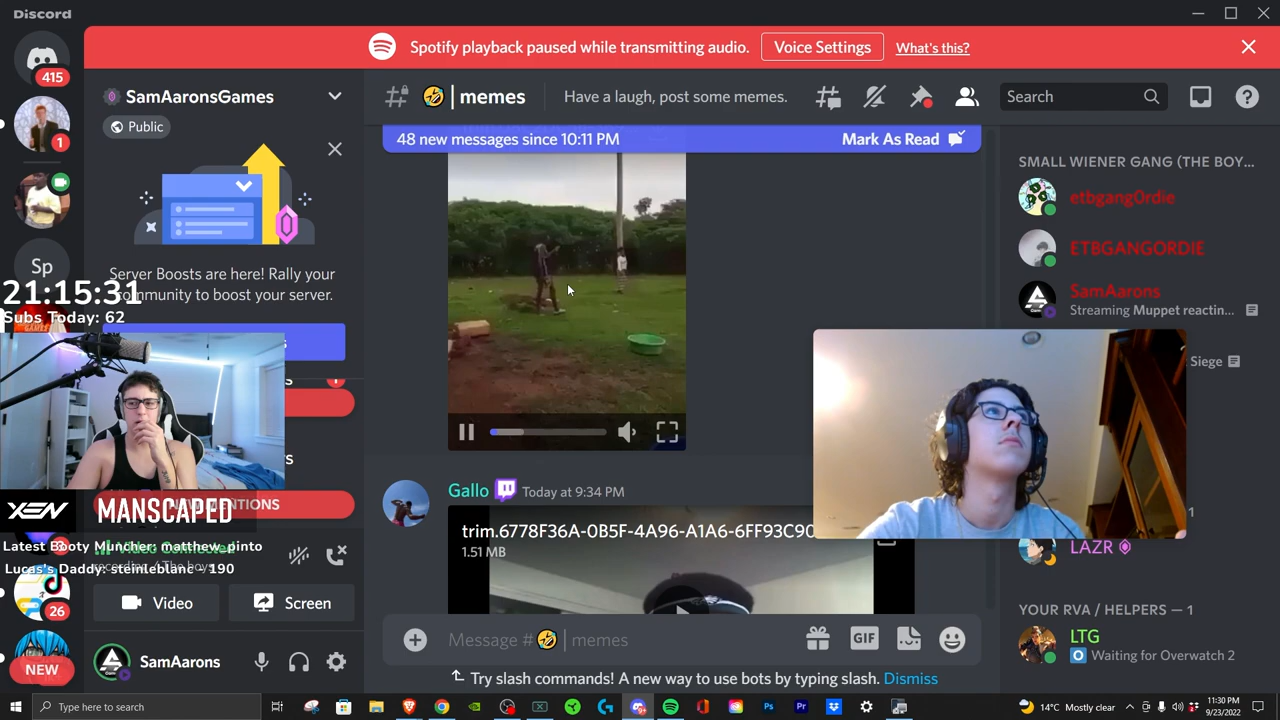 Discord
Spotify playback paused while transmitting audio.
Voice Settings
What's this?
415
1
Sp
26
NEW
SamAaronsGames
Public
Server Boosts are here! Rally your
community to boost your server.
21:15:31
Subs Today: 62
XEN
MANSCAPED
Latest Booty Muncher: matthew_pinto
Lucas's Daddy: steinleblanc - 190
Video
Screen
SamAarons
# 🤣 | memes
Have a laugh, post some memes.
Search
48 new messages since 10:11 PM
Mark As Read
Gallo
Today at 9:34 PM
trim.6778F36A-0B5F-4A96-A1A6-6FF93C90
1.51 MB
Message # 🤣 | memes
GIF
Try slash commands! A new way to use bots by typing slash. Dismiss
SMALL WIENER GANG (THE BOY...
etbgang0rdie
ETBGANGORDIE
SamAarons
Streaming Muppet reactin...
Siege
1
LAZR
YOUR RVA / HELPERS — 1
LTG
Waiting for Overwatch 2
Type here to search
14°C Mostly clear
11:30 PM
9/23/2022